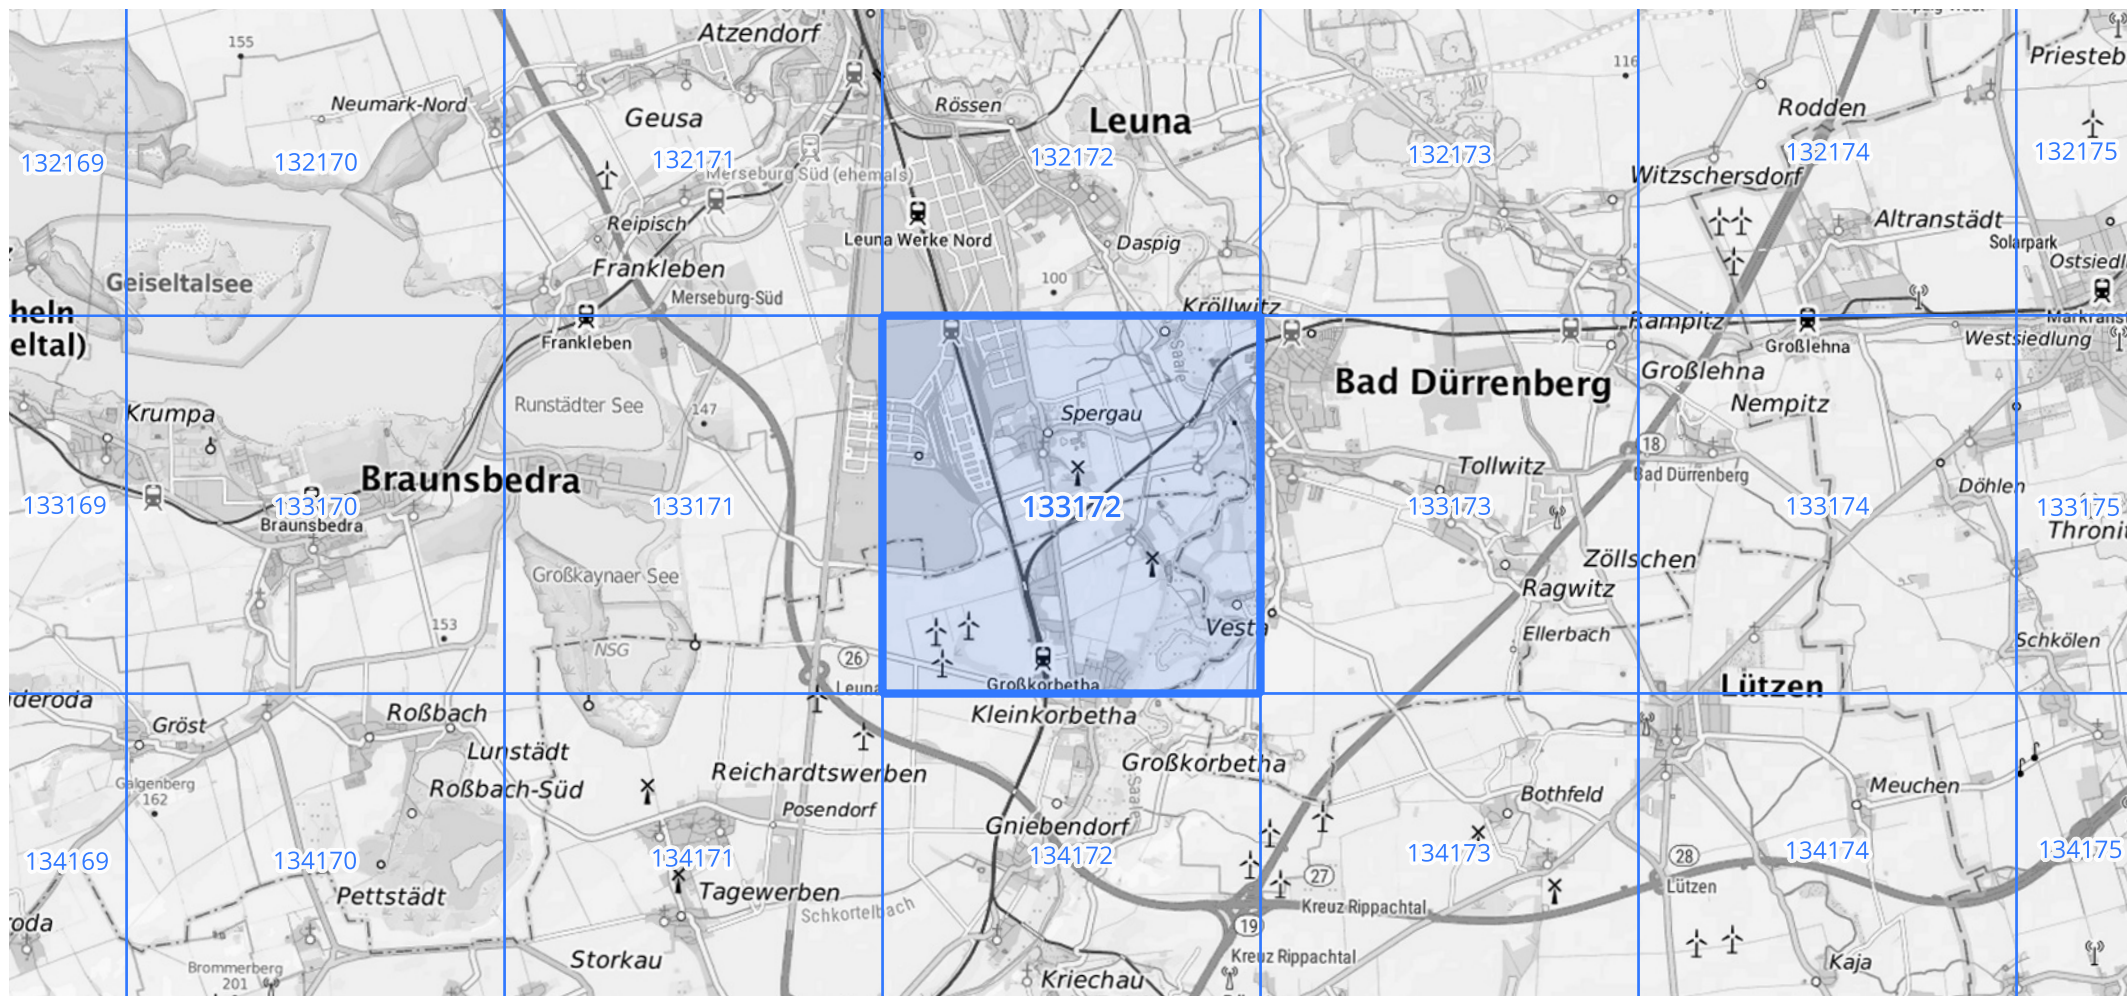 155
Atzendorf
Priesteb
116
Neumark-Nord
Rössen
Geusa
Leuna
Rodden
132169
132170
132171
132172
132173
132174
132175
Merseburg Süd (ehemals)
Witzschersdorf
Reipisch
Leuna Werke Nord
Daspig
Altranstädt
Solarpark
Ostsiedl
Geiseltalsee
Frankleben
Merseburg-Süd
100
Kröllwitz
heln
eltal)
Frankleben
Rampitz
Großlehna
Markrans
Westsiedlung
Saale
Bad Dürrenberg
Großlehna
Runstädter See
147
Krumpa
Spergau
Nempitz
Braunsbedra
18
Tollwitz
Bad Dürrenberg
Döhlen
133169
133170
133171
133172
133173
133174
133175
Braunsbedra
Thronit
Großkaynaer See
Zöllschen
Ragwitz
153
NSG
26
Vesta
Ellerbach
Schkölen
Leuna
Großkorbetha
Lützen
deroda
Gröst
Roßbach
Kleinkorbetha
Lunstädt
Reichardtswerben
Großkorbetha
Galgenberg
162
Roßbach-Süd
Saale
Posendorf
Bothfeld
Meuchen
Gniebendorf
134169
134170
134171
134172
134173
134174
134175
28
27
Lützen
Pettstädt
Tagewerben
Schkortelbach
Kreuz Rippachtal
roda
19
Storkau
Kreuz Rippachtal
Kaja
Brommerberg
201
Kriechau